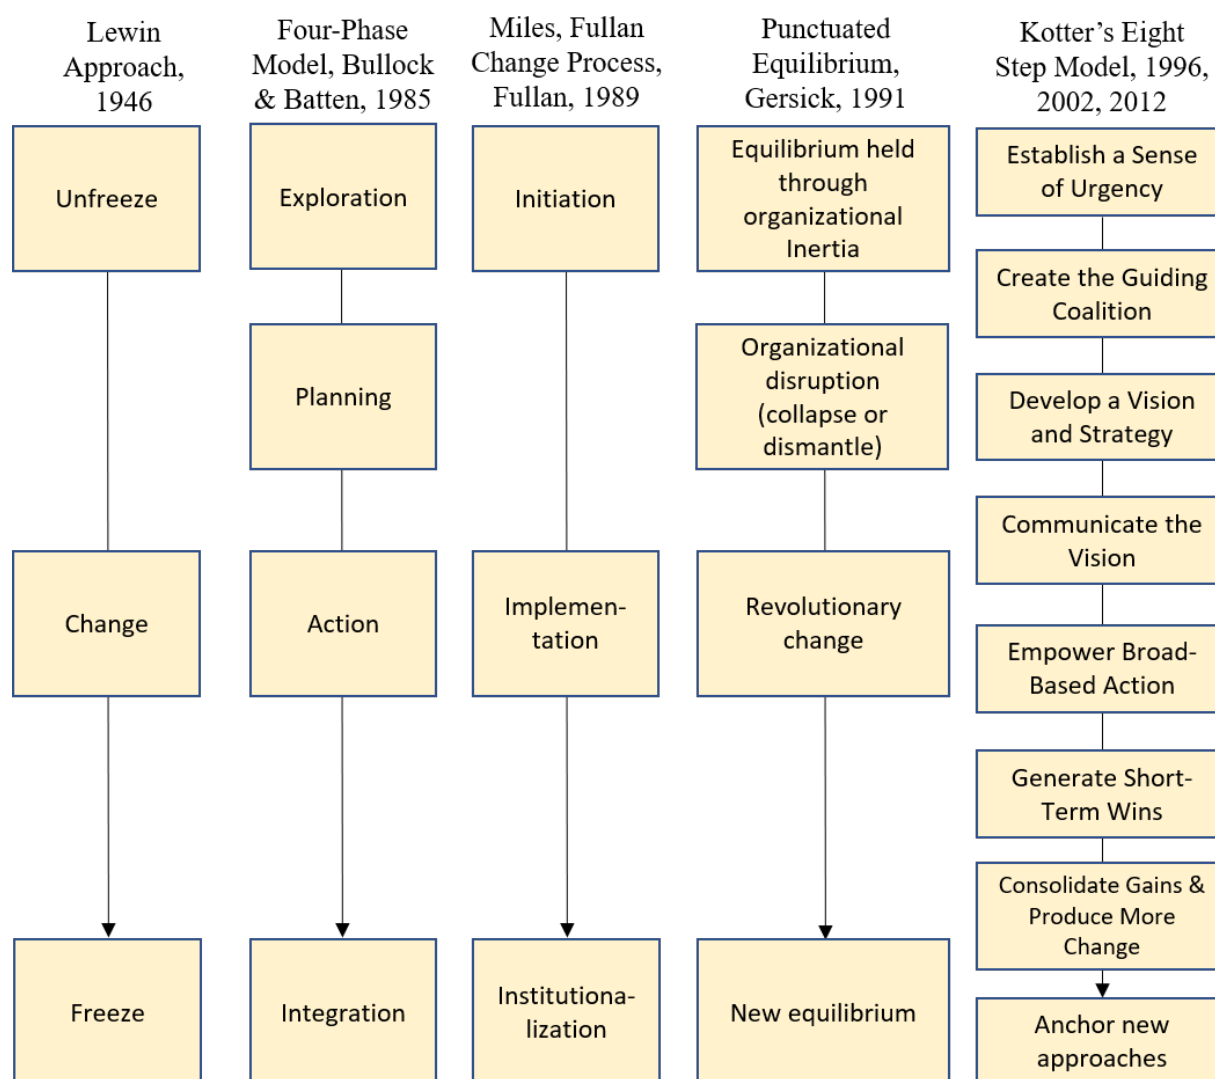 Lewin
Approach,
1946
Unfreeze
Change
Freeze
Four-Phase
Model, Bullock
& Batten, 1985
Exploration
Planning
Action
Integration
Miles, Fullan
Change Process,
Fullan, 1989
Initiation
Implemen-
tation
Institutiona-
lization
Punctuated
Equilibrium,
Gersick, 1991
Equilibrium held
through
organizational
Inertia
Organizational
disruption
(collapse or
dismantle)
Revolutionary
change
New equilibrium
Kotter’s Eight
Step Model, 1996,
2002, 2012
Establish a Sense
of Urgency
Create the Guiding
Coalition
Develop a Vision
and Strategy
Communicate the
Vision
Empower Broad-
Based Action
Generate Short-
Term Wins
Consolidate Gains &
Produce More
Change
Anchor new
approaches